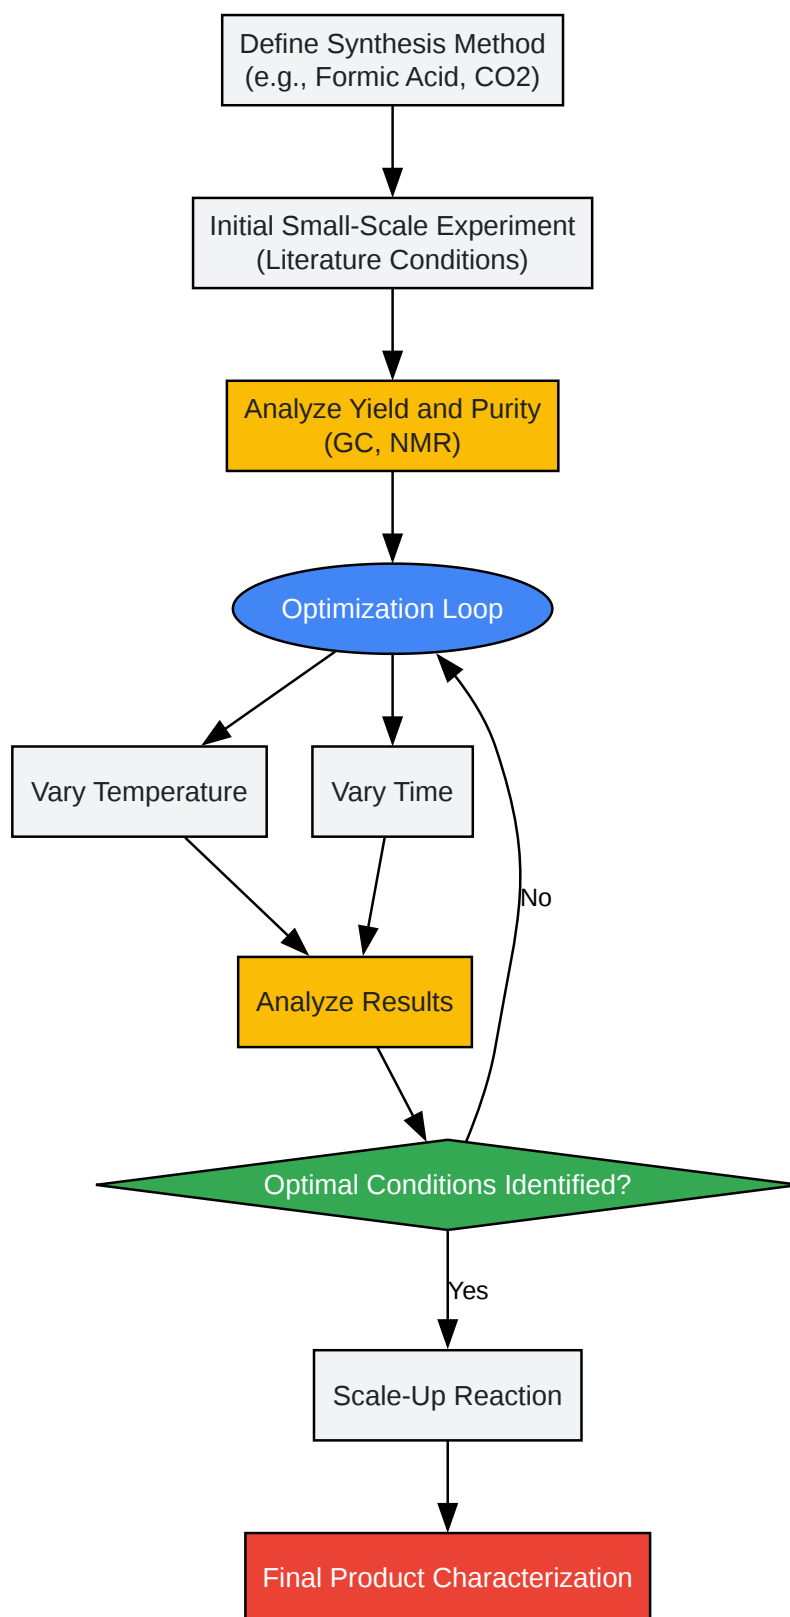 Define Synthesis Method
(e.g., Formic Acid, CO2)
Initial Small-Scale Experiment
(Literature Conditions)
Analyze Yield and Purity
(GC, NMR)
Optimization Loop
Vary Temperature
Vary Time
No
Analyze Results
Optimal Conditions Identified?
Yes
Scale-Up Reaction
Final Product Characterization